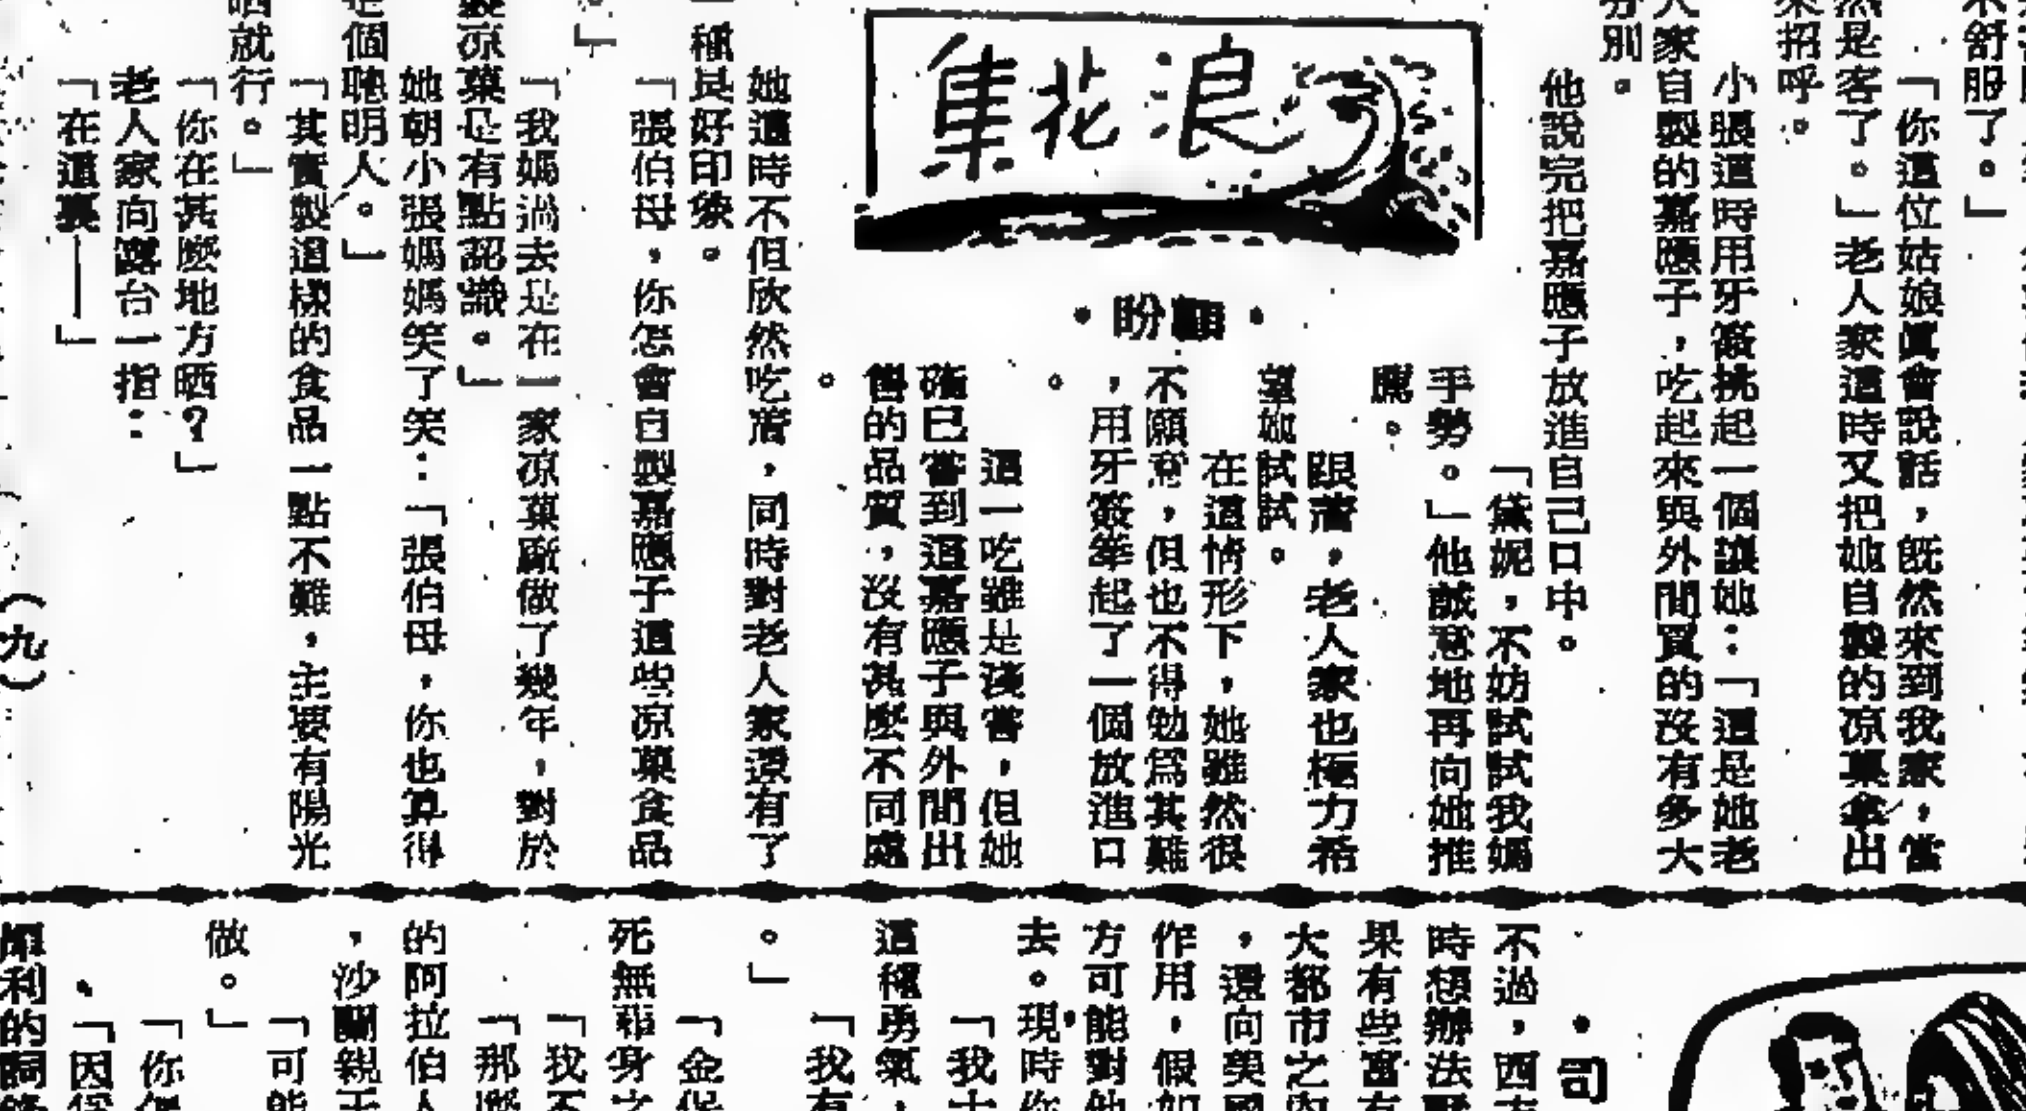 不舒服了。」
「你這位姑娘眞會說話，旣然來到我家，當
然是客了。」老人家這時又把她自製的凉菓拿出
來招呼。
小張這時用牙簽挑起一個讓她：「這是她老
人家自製的嘉應子，吃起來與外間買的沒有多大
分別。
他說完把嘉應子放進自己口中。
浪花集
·顧盼·
「黛妮，不妨試試我媽
手勢。」他誠意地再向她推
薦。
跟着，老人家也極力希
望她試試。
在這情形下，她雖然很
不願意，但也不得勉爲其難
，用牙簽举起了一個放進口
。
這一吃雖是淺嘗，但她
確已嘗到這嘉應子與外間出
售的品質，沒有甚麽不同處
。
她這時不但欣然吃着，同時對老人家還有了
一種其好印象。
「張伯母，你怎會自製嘉應子這些凉菓食品
。」
「我媽過去是在一家凉菓廠做了幾年，對於
製凉菓是有點認識。」
她朝小張媽媽笑了笑：「張伯母，你也算得
是個聰明人。」
「其實製這樣的食品一點不難，主要有陽光
晒就行。」
「你在甚麽地方晒？」
老人家向露台一指：
「在這裏——」
（九）
·司
不過，西
時想辦法
果有些富有
大都市之內
，還向美國
作用，假如
方可能對他
去。現時你
「我
這種勇氣，
「我有
。」
「金
死無葬身之
「我不
「那
的阿拉伯人
，沙關親王
「可能
做。」
「你
「因
犀利的詞